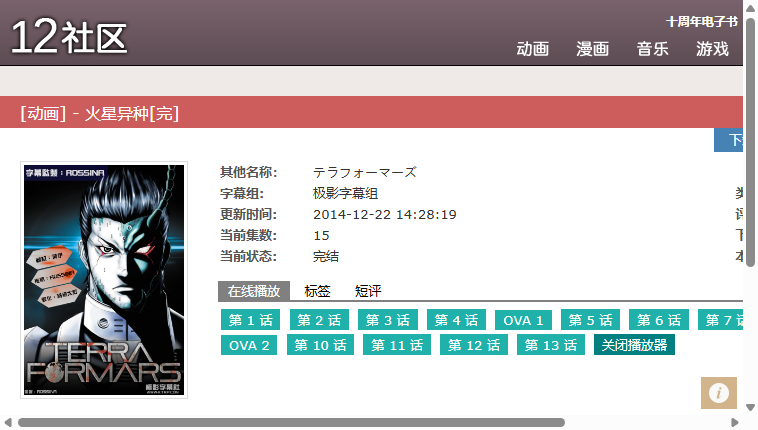 12社区
十周年电子书
动画 漫画 音乐 游戏
[动画] - 火星异种[完]
字幕監製：ROSSINA
TERRA FORMARS
極影字幕社
其他名称： テラフォーマーズ
字幕组： 极影字幕组
更新时间： 2014-12-22 14:28:19
当前集数： 15
当前状态： 完结
在线播放 标签 短评
第 1 话 第 2 话 第 3 话 第 4 话 OVA 1 第 5 话 第 6 话 第 7
OVA 2 第 10 话 第 11 话 第 12 话 第 13 话 关闭播放器